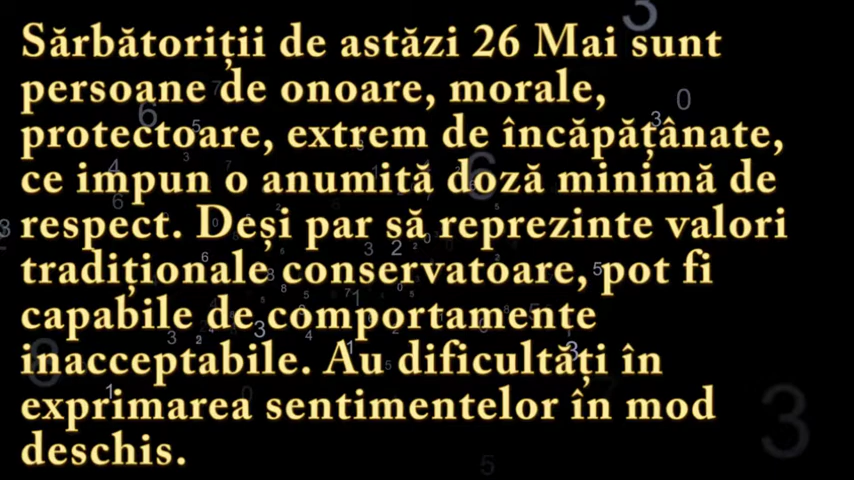 Sărbătoriții de astăzi 26 Mai sunt
persoane de onoare, morale,
protectoare, extrem de încăpățânate,
ce impun o anumită doză minimă de
respect. Deși par să reprezinte valori
tradiționale conservatoare, pot fi
capabile de comportamente
inacceptabile. Au dificultăți în
exprimarea sentimentelor în mod
deschis.